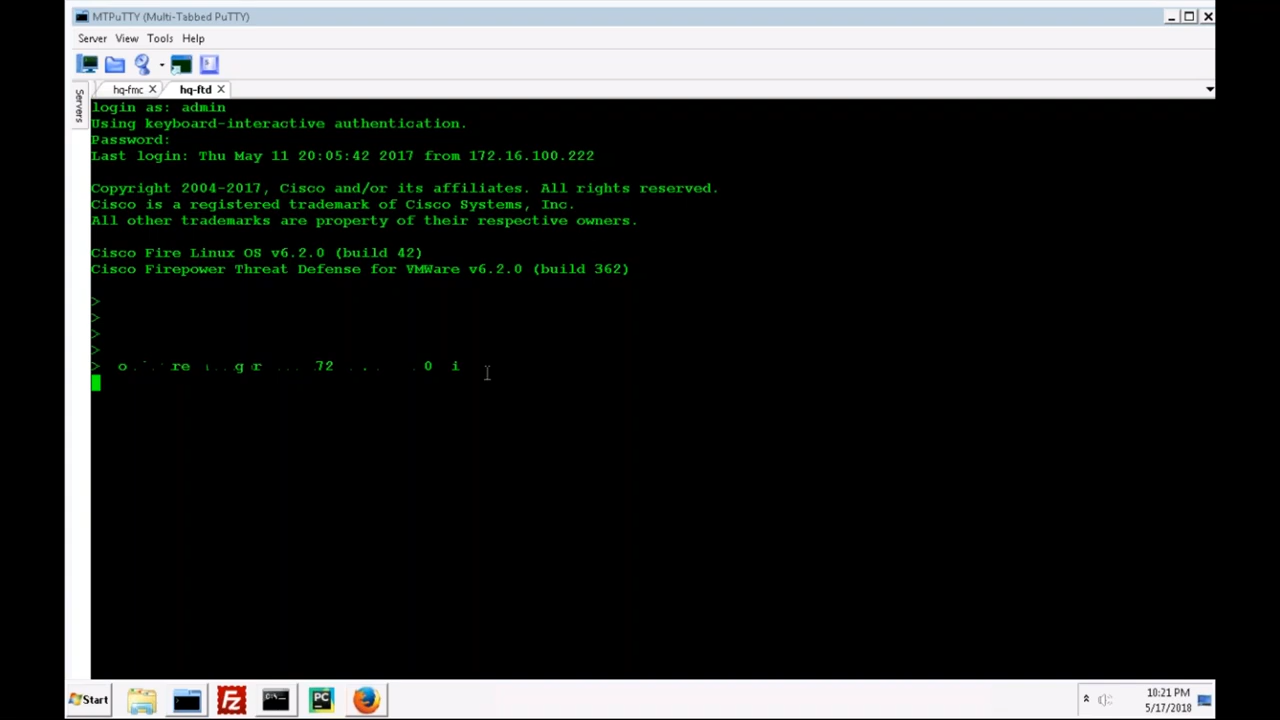 MTPuTTY (Multi-Tabbed PuTTY)
Server View Tools Help
hq-fmc hq-ftd
Servers
login as: admin
Using keyboard-interactive authentication.
Password:
Last login: Thu May 11 20:05:42 2017 from 172.16.100.222
Copyright 2004-2017, Cisco and/or its affiliates. All rights reserved.
Cisco is a registered trademark of Cisco Systems, Inc.
All other trademarks are property of their respective owners.
Cisco Fire Linux OS v6.2.0 (build 42)
Cisco Firepower Threat Defense for VMWare v6.2.0 (build 362)
>
>
>
>
>
Start
PC
10:21 PM
5/17/2018